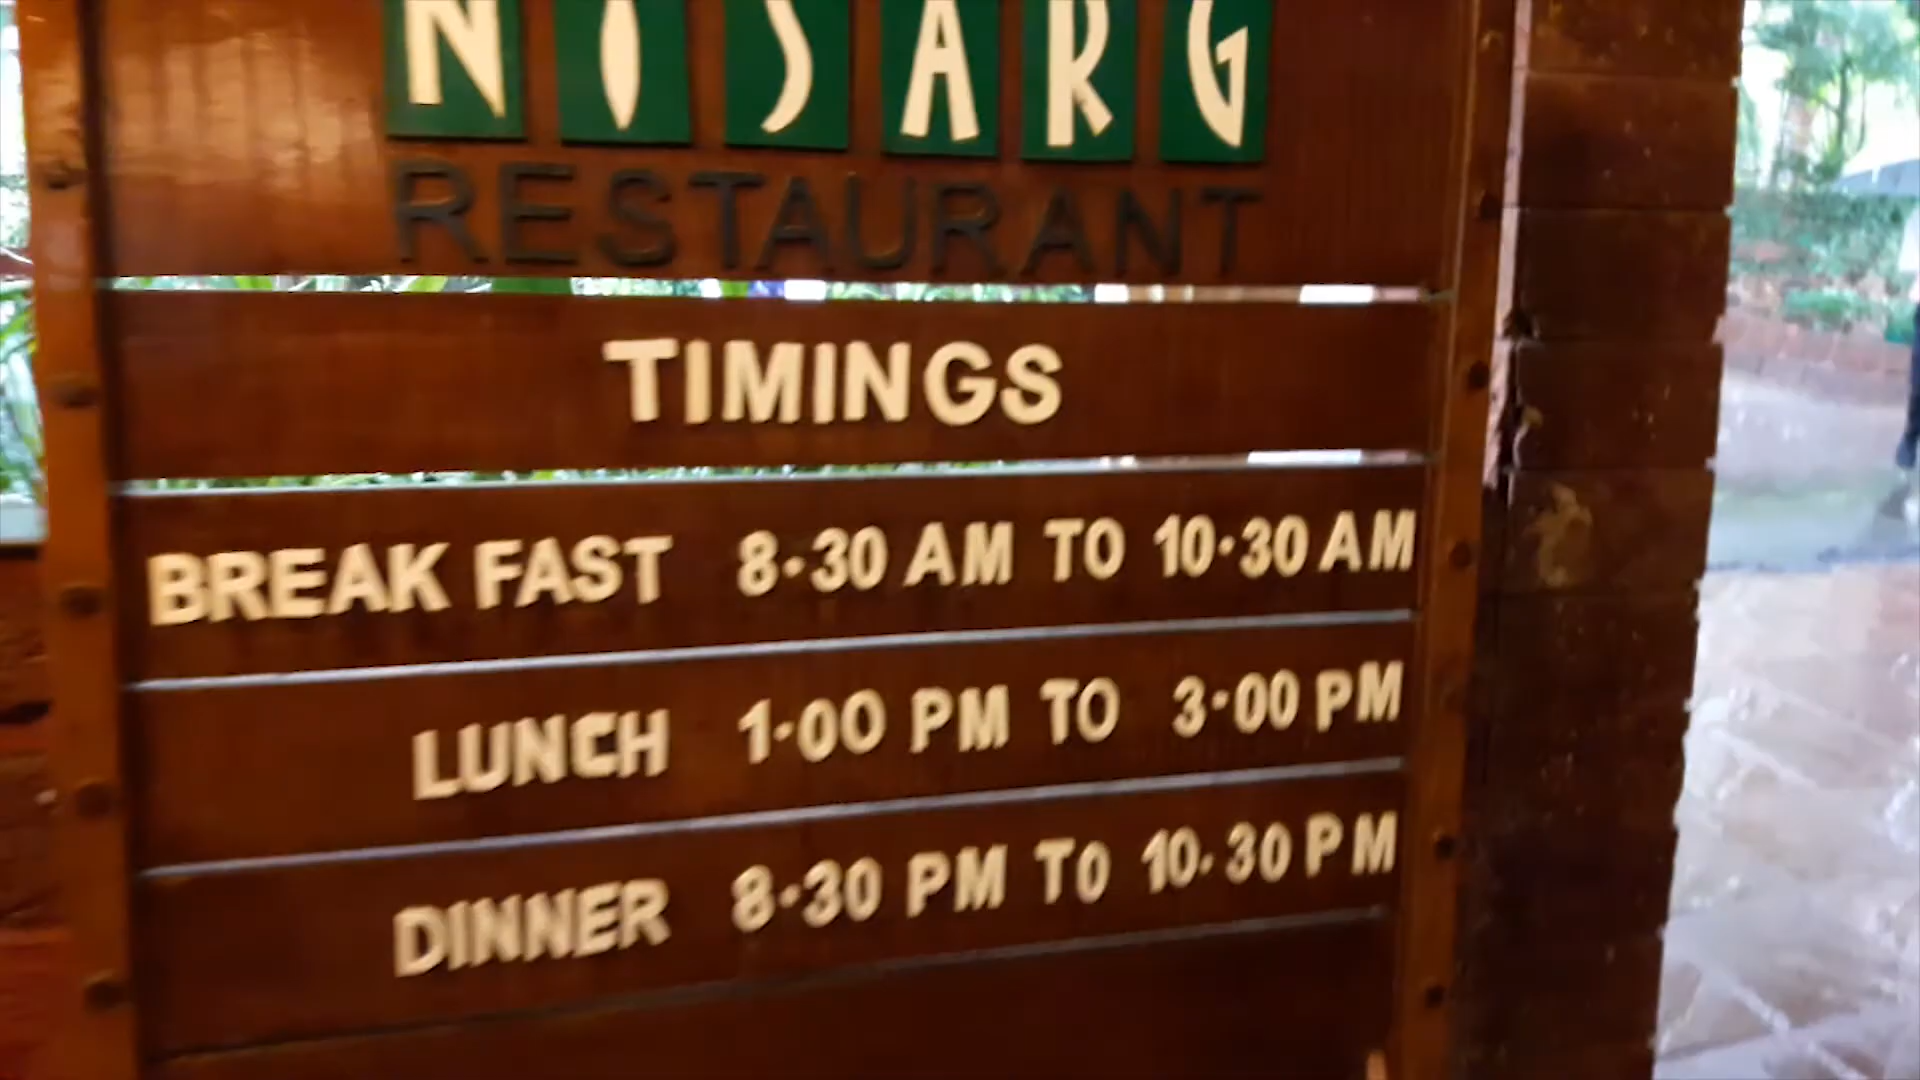 NISARG
RESTAURANT
TIMINGS
BREAK FAST 8·30 AM TO 10·30 AM
LUNCH 1·00 PM TO 3·00 PM
DINNER 8·30 PM TO 10·30 PM